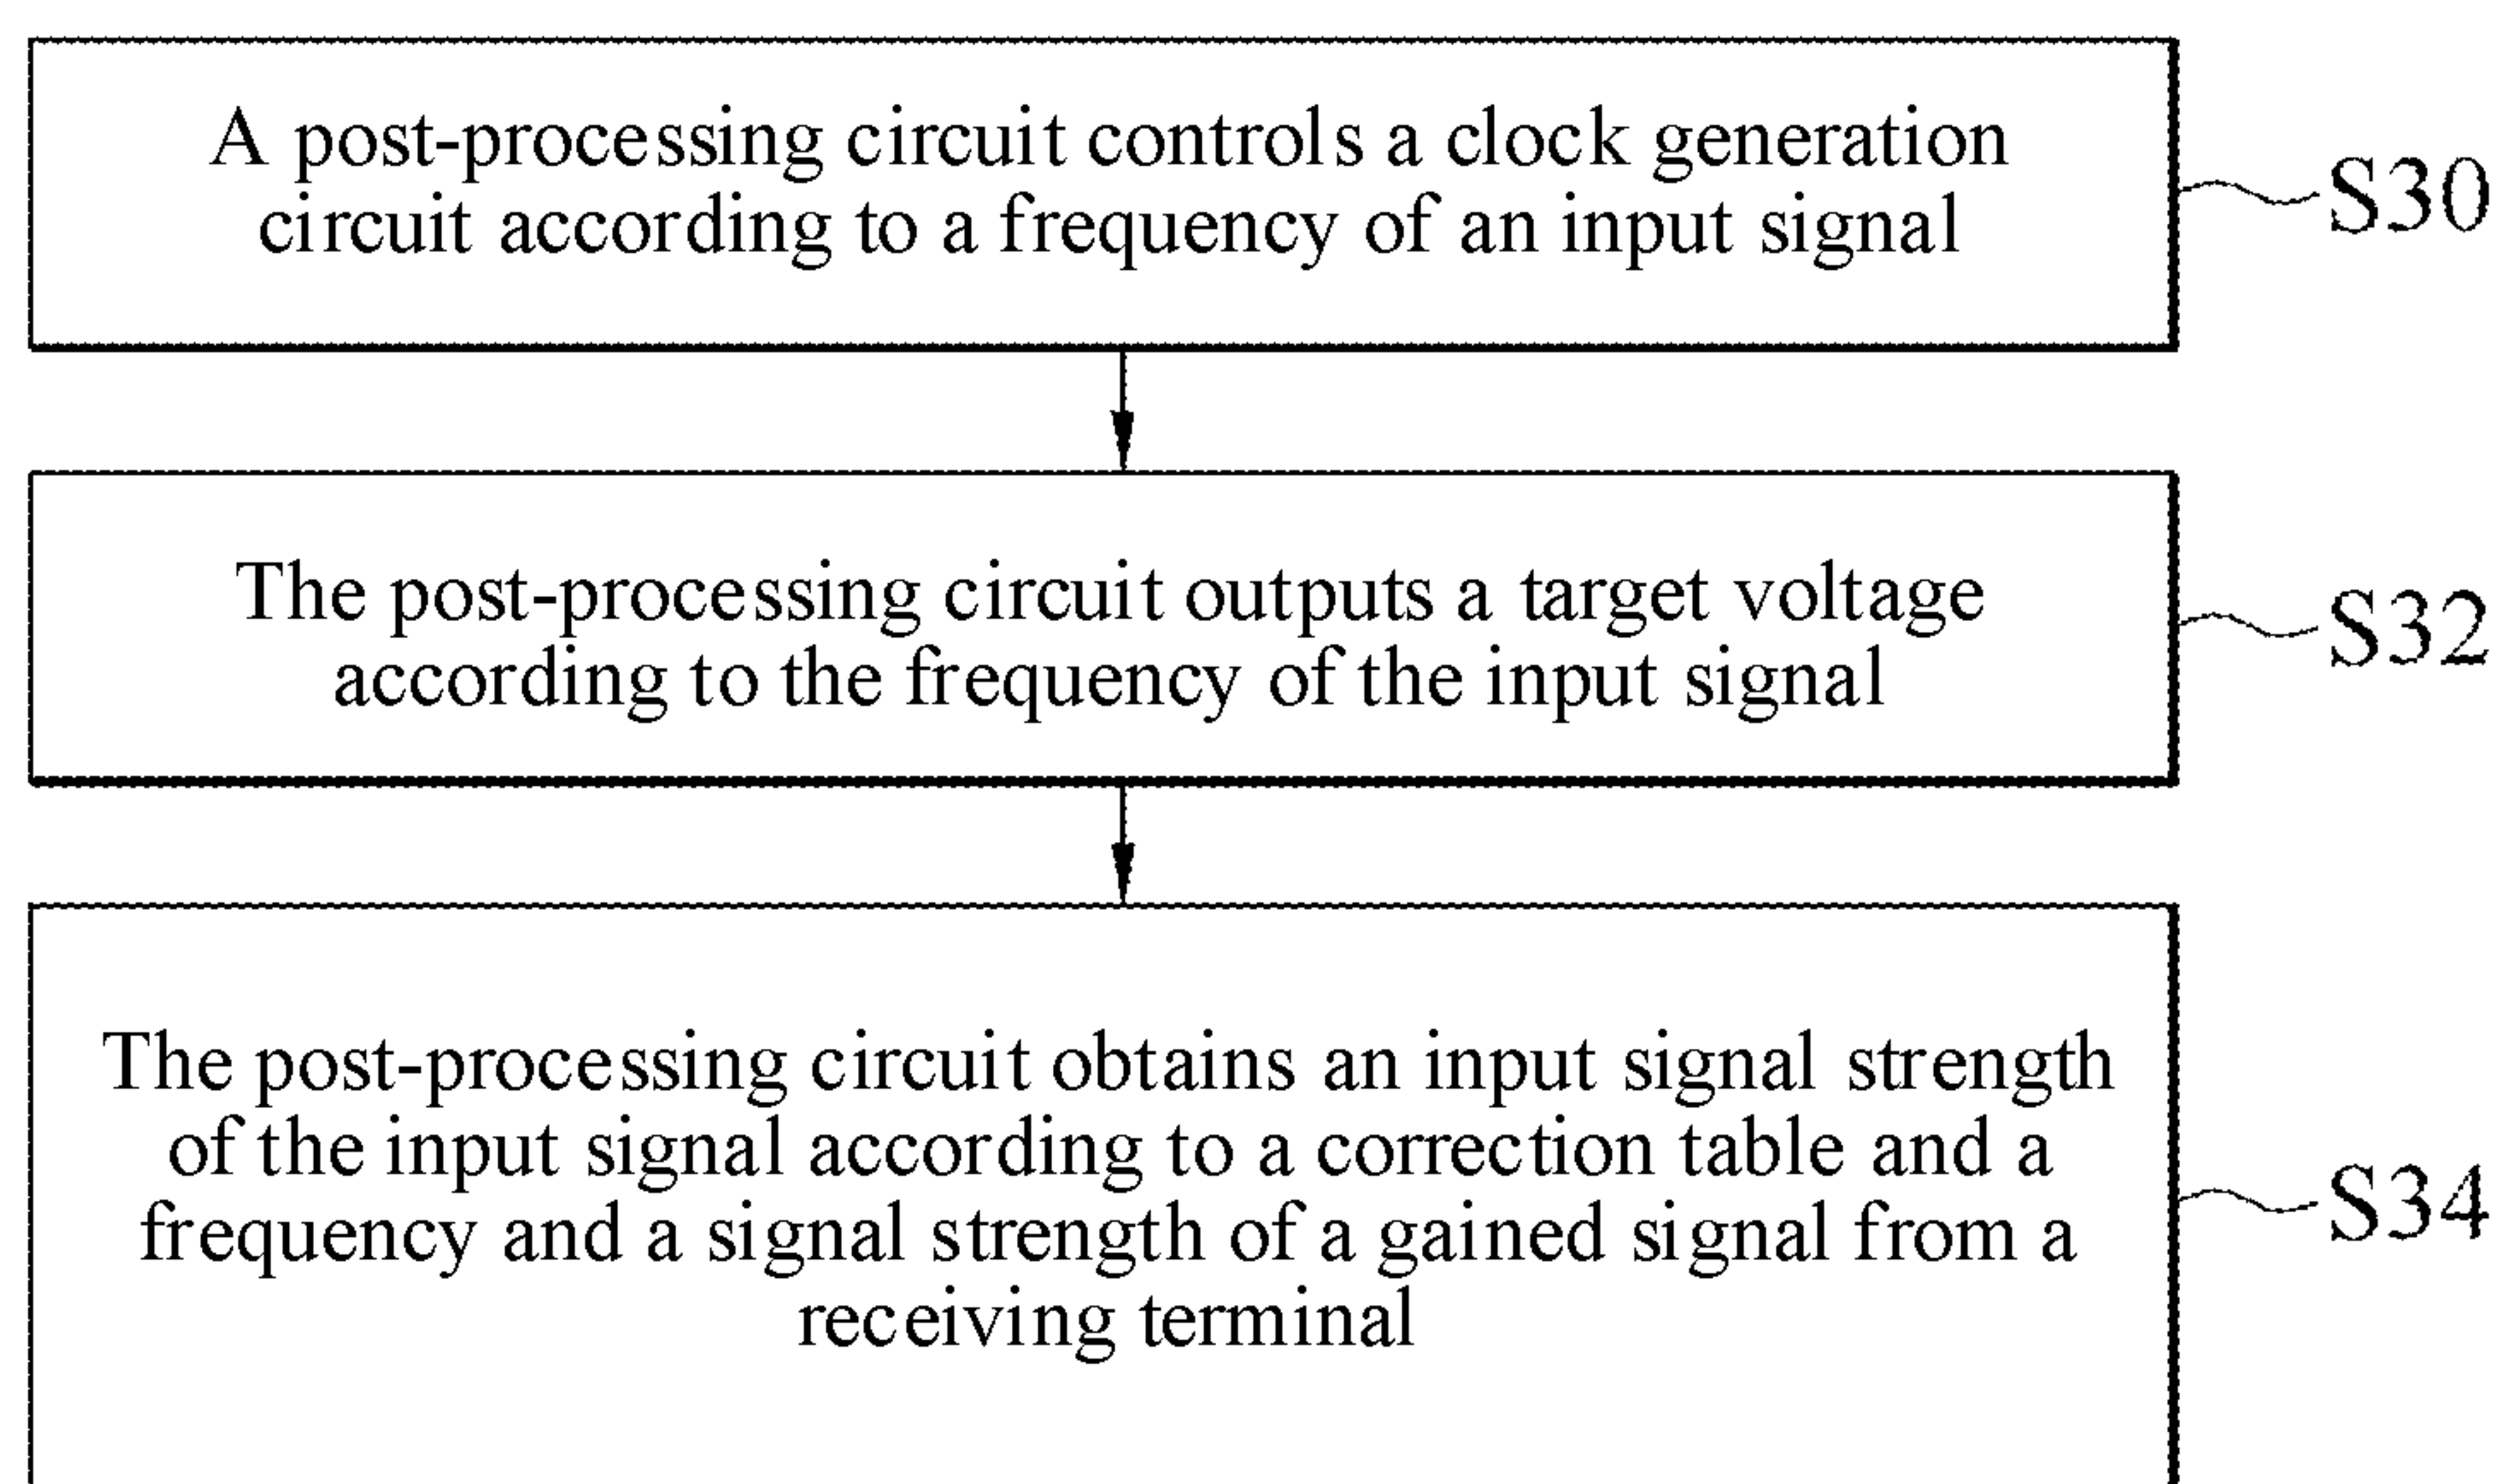 A post-processing circuit controls a clock generation
circuit according to a frequency of an input signal
S30
The post-processing circuit outputs a target voltage
according to the frequency of the input signal
S32
The post-processing circuit obtains an input signal strength
of the input signal according to a correction table and a
frequency and a signal strength of a gained signal from a
receiving terminal
S34